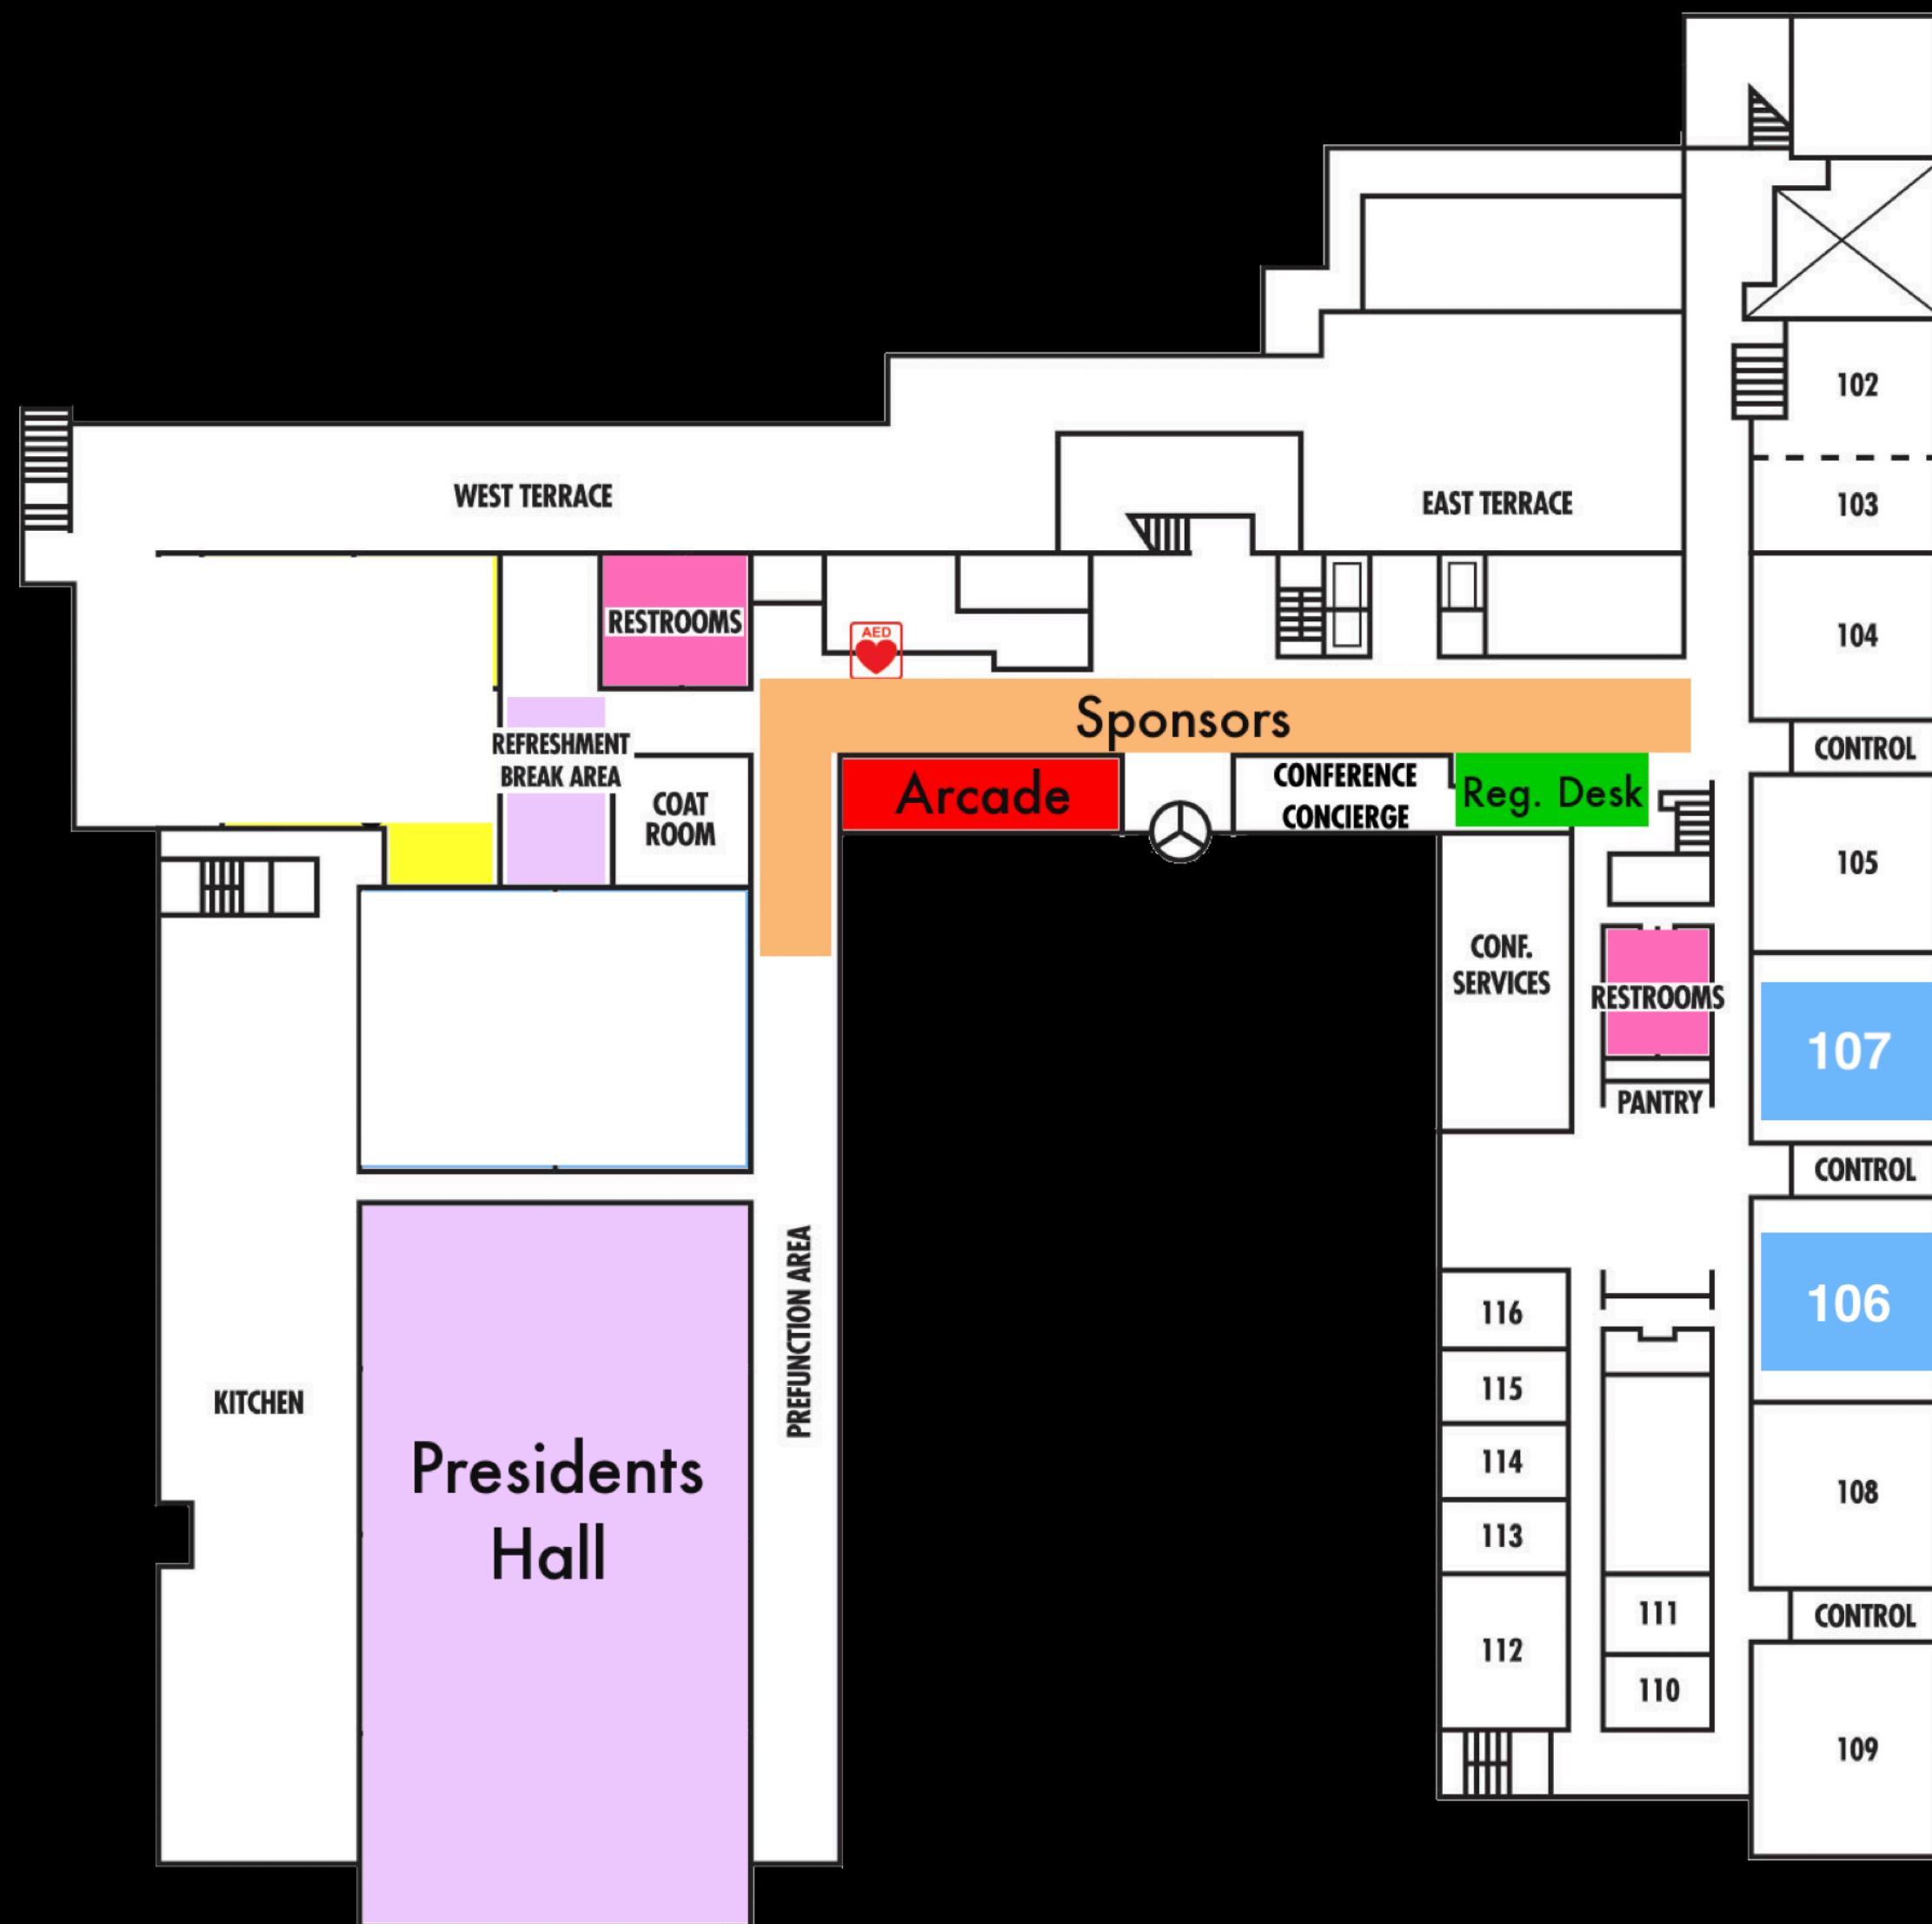 102
WEST TERRACE
EAST TERRACE
103
RESTROOMS
AED
104
Sponsors
REFRESHMENT
BREAK AREA
CONTROL
COAT
ROOM
Arcade
CONFERENCE
CONCIERGE
Reg. Desk
105
CONF.
SERVICES
RESTROOMS
107
PANTRY
CONTROL
PREFUNCTION AREA
116
106
115
KITCHEN
Presidents
Hall
114
108
113
111
CONTROL
112
110
109